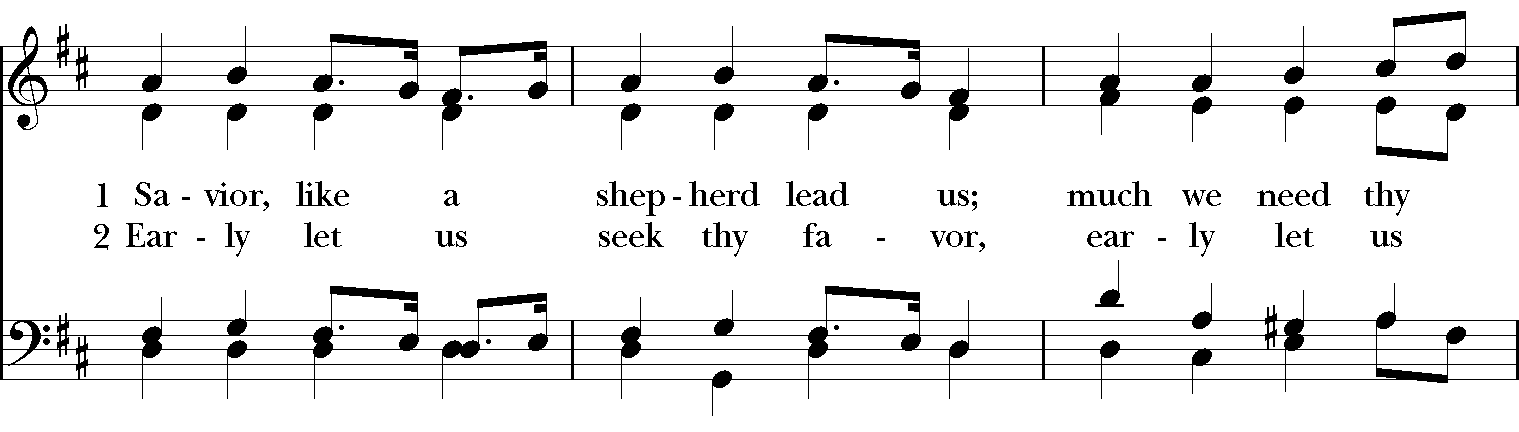 1 Sa - vior, like a shep - herd lead us; much we need thy
2 Ear - ly let us seek thy fa - vor, ear - ly let us